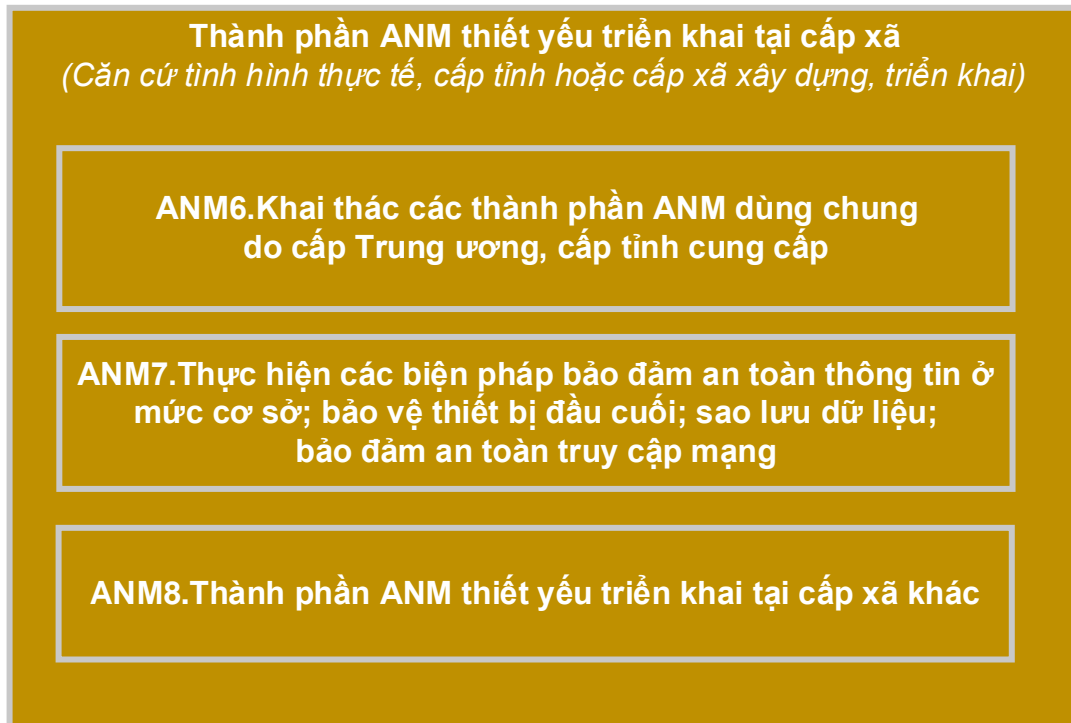 Thành phần ANM thiết yếu triển khai tại cấp xã
(Căn cứ tình hình thực tế, cấp tỉnh hoặc cấp xã xây dựng, triển khai)
ANM6.Khai thác các thành phần ANM dùng chung
do cấp Trung ương, cấp tỉnh cung cấp
ANM7.Thực hiện các biện pháp bảo đảm an toàn thông tin ở
mức cơ sở; bảo vệ thiết bị đầu cuối; sao lưu dữ liệu;
bảo đảm an toàn truy cập mạng
ANM8.Thành phần ANM thiết yếu triển khai tại cấp xã khác